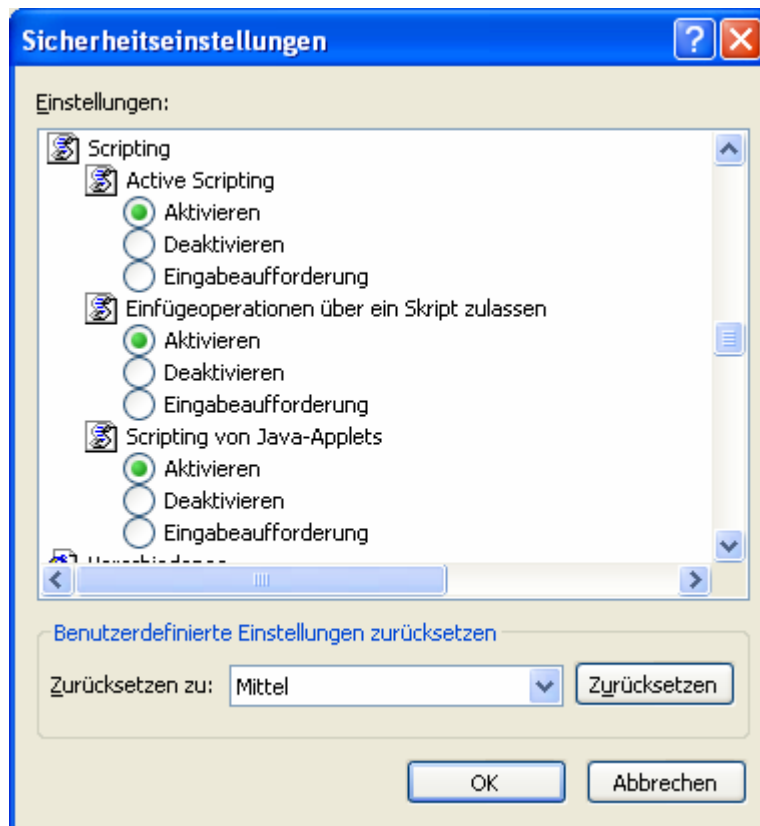 Sicherheitseinstellungen
Einstellungen:
Scripting
Active Scripting
Aktivieren
Deaktivieren
Eingabeaufforderung
Einfügeoperationen über ein Skript zulassen
Aktivieren
Deaktivieren
Eingabeaufforderung
Scripting von Java-Applets
Aktivieren
Deaktivieren
Eingabeaufforderung
Benutzerdefinierte Einstellungen zurücksetzen
Zurücksetzen zu: Mittel Zurücksetzen
OK Abbrechen